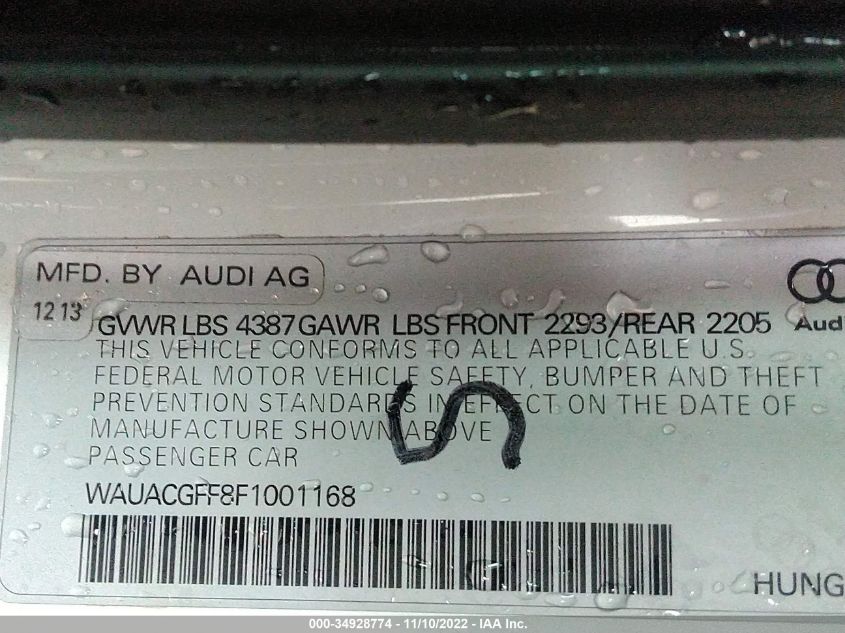 MFD. BY AUDI AG
12 13
GVWR LBS 4387 GAWR LBS FRONT 2293/REAR 2205
Audi
THIS VEHICLE CONFORMS TO ALL APPLICABLE U.S.
FEDERAL MOTOR VEHICLE SAFETY, BUMPER AND THEFT
PREVENTION STANDARDS IN EFFECT ON THE DATE OF
MANUFACTURE SHOWN ABOVE
PASSENGER CAR
WAUACGFF8F1001168
HUNG
000-34928774 - 11/10/2022 - IAA Inc.